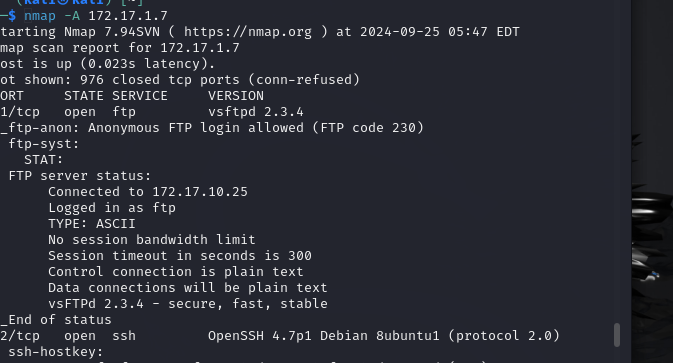 (kali㉿kali) [~]
─$ nmap -A 172.17.1.7
tarting Nmap 7.94SVN ( https://nmap.org ) at 2024-09-25 05:47 EDT
map scan report for 172.17.1.7
ost is up (0.023s latency).
ot shown: 976 closed tcp ports (conn-refused)
ORT     STATE SERVICE     VERSION
1/tcp   open  ftp         vsftpd 2.3.4
_ftp-anon: Anonymous FTP login allowed (FTP code 230)
ftp-syst:
STAT:
FTP server status:
Connected to 172.17.10.25
Logged in as ftp
TYPE: ASCII
No session bandwidth limit
Session timeout in seconds is 300
Control connection is plain text
Data connections will be plain text
vsFTPd 2.3.4 - secure, fast, stable
_End of status
2/tcp   open  ssh         OpenSSH 4.7p1 Debian 8ubuntu1 (protocol 2.0)
ssh-hostkey: